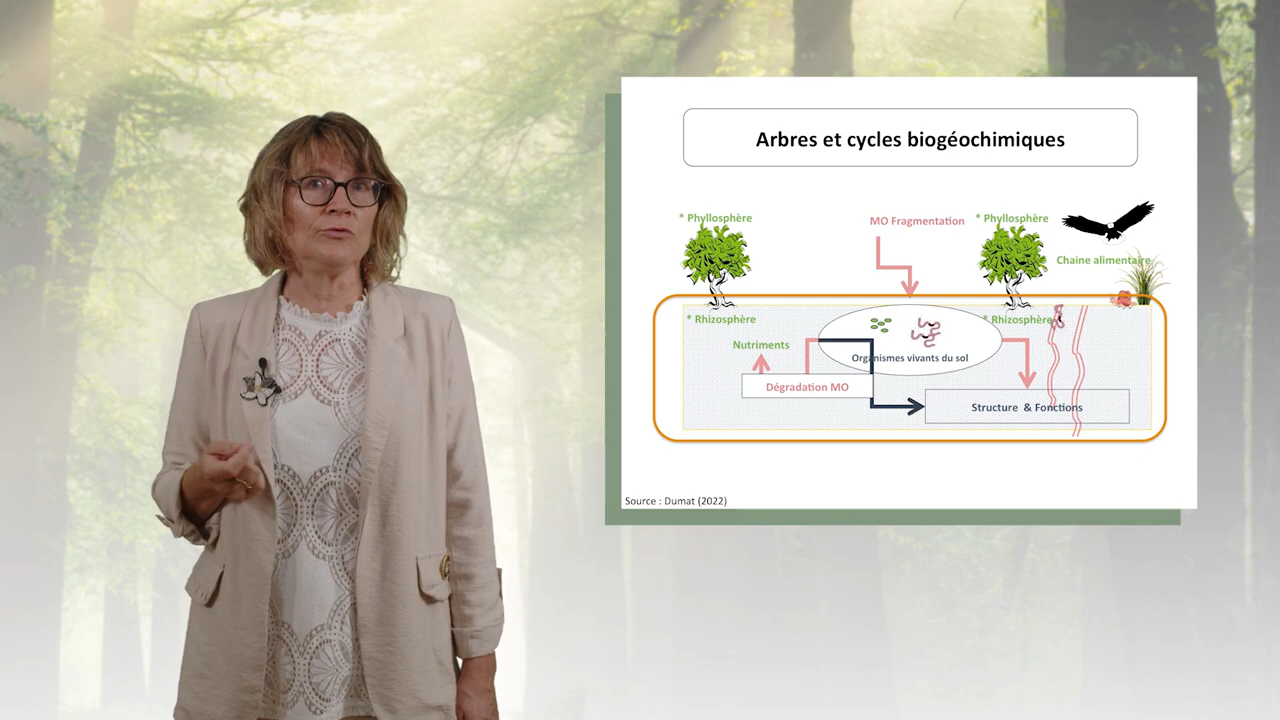 Arbres et cycles biogéochimiques
* Phyllosphère
MO Fragmentation
* Phyllosphère
Chaine alimentaire
* Rhizosphère
* Rhizosphère
Nutriments
Organismes vivants du sol
Dégradation MO
Structure & Fonctions
Source : Dumat (2022)